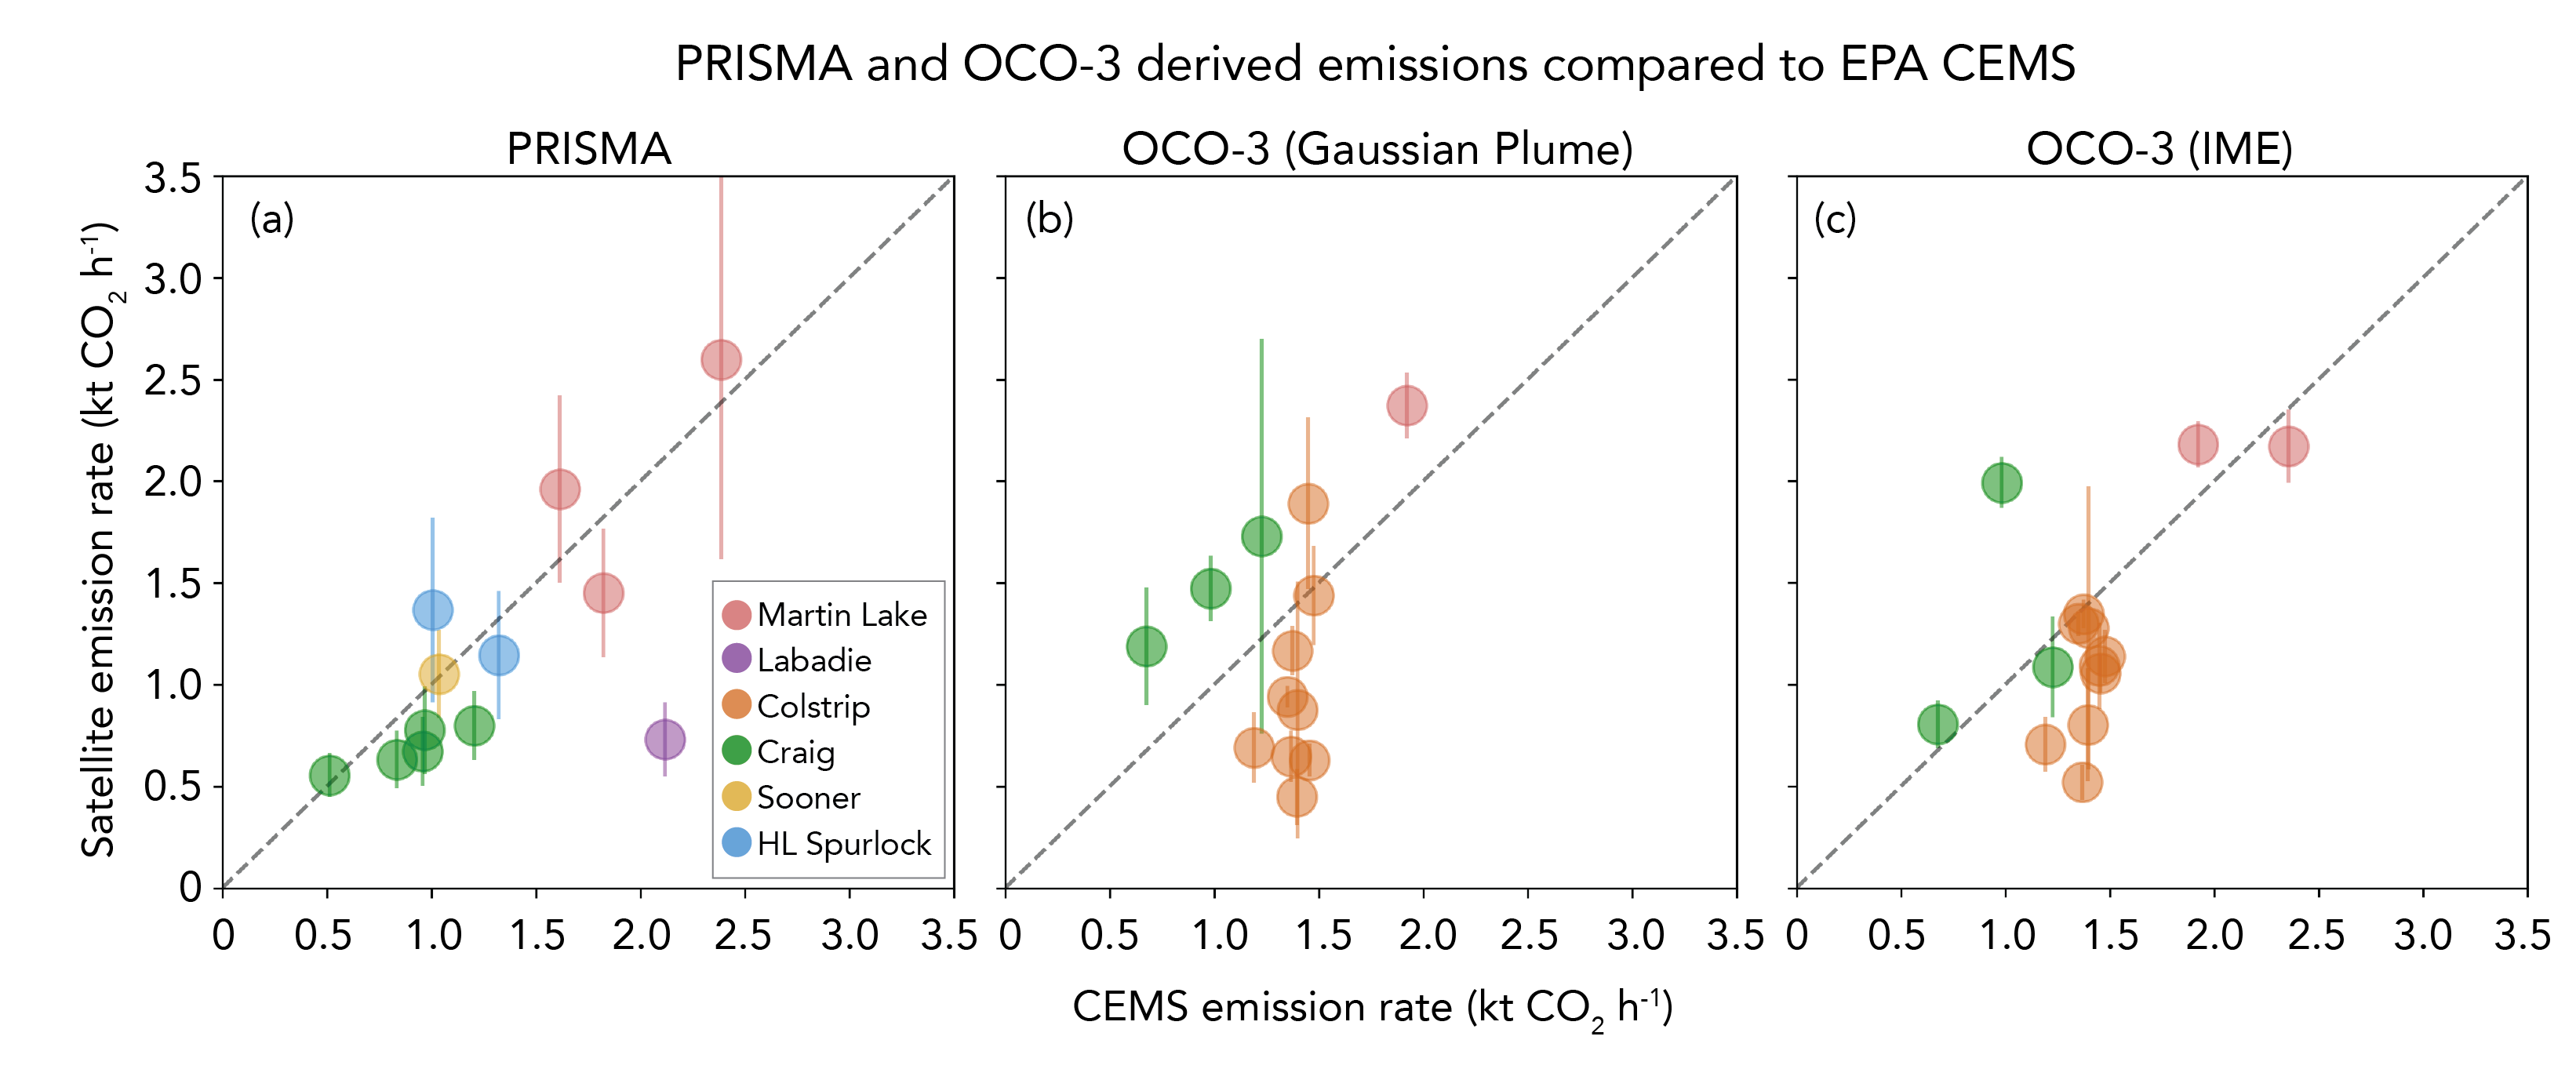 PRISMA and OCO-3 derived emissions compared to EPA CEMS
PRISMA
OCO-3 (Gaussian Plume)
OCO-3 (IME)
Satellite emission rate (kt CO2 h-1)
3.5
3.0
2.5
2.0
1.5
1.0
0.5
0
(a)
(b)
(c)
Martin Lake
Labadie
Colstrip
Craig
Sooner
HL Spurlock
0 0.5 1.0 1.5 2.0 2.5 3.0 3.5
0 0.5 1.0 1.5 2.0 2.5 3.0 3.5
0 0.5 1.0 1.5 2.0 2.5 3.0 3.5
CEMS emission rate (kt CO2 h-1)